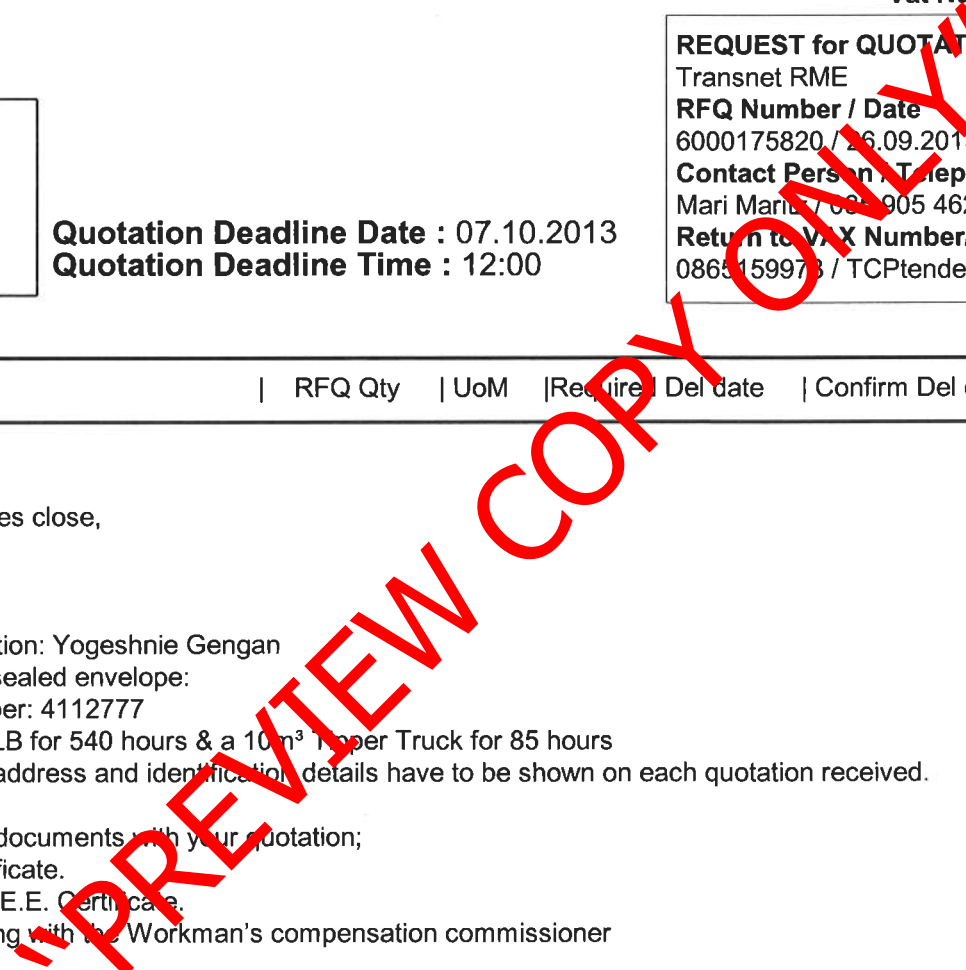 REQUEST for QUOTAT
Transnet RME
RFQ Number / Date
6000175820 / 26.09.201
Contact Person / Telep
Mari Maritz / 905 46
Return to VAX Number/
/ TCPtende
Quotation Deadline Date : 07.10.2013
Quotation Deadline Time : 12:00
| RFQ Qty | UoM |Required Del date | Confirm Del
es close,
tion: Yogeshnie Gengan
sealed envelope:
er: 4112777
LB for 540 hours & a 10m³ Tipper Truck for 85 hours
address and identification details have to be shown on each quotation received.
documents with your quotation;
ficate.
E.E. Certificate.
ng with the Workman's compensation commissioner
"PREVIEW COPY ONLY"